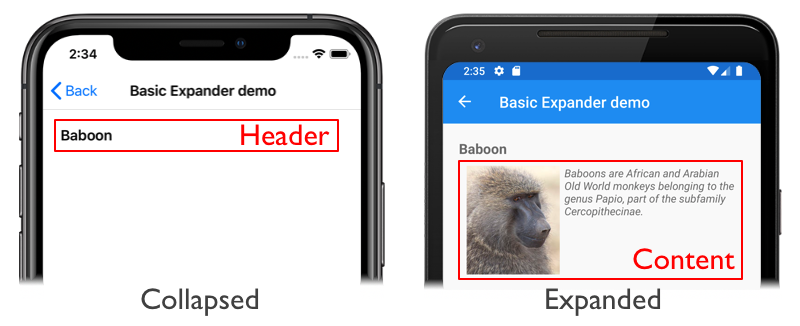 2:34
Back
Basic Expander demo
Baboon
Header
Collapsed
2:35
Basic Expander demo
Baboon
Baboons are African and Arabian
Old World monkeys belonging to the
genus Papio, part of the subfamily
Cercopithecinae.
Content
Expanded